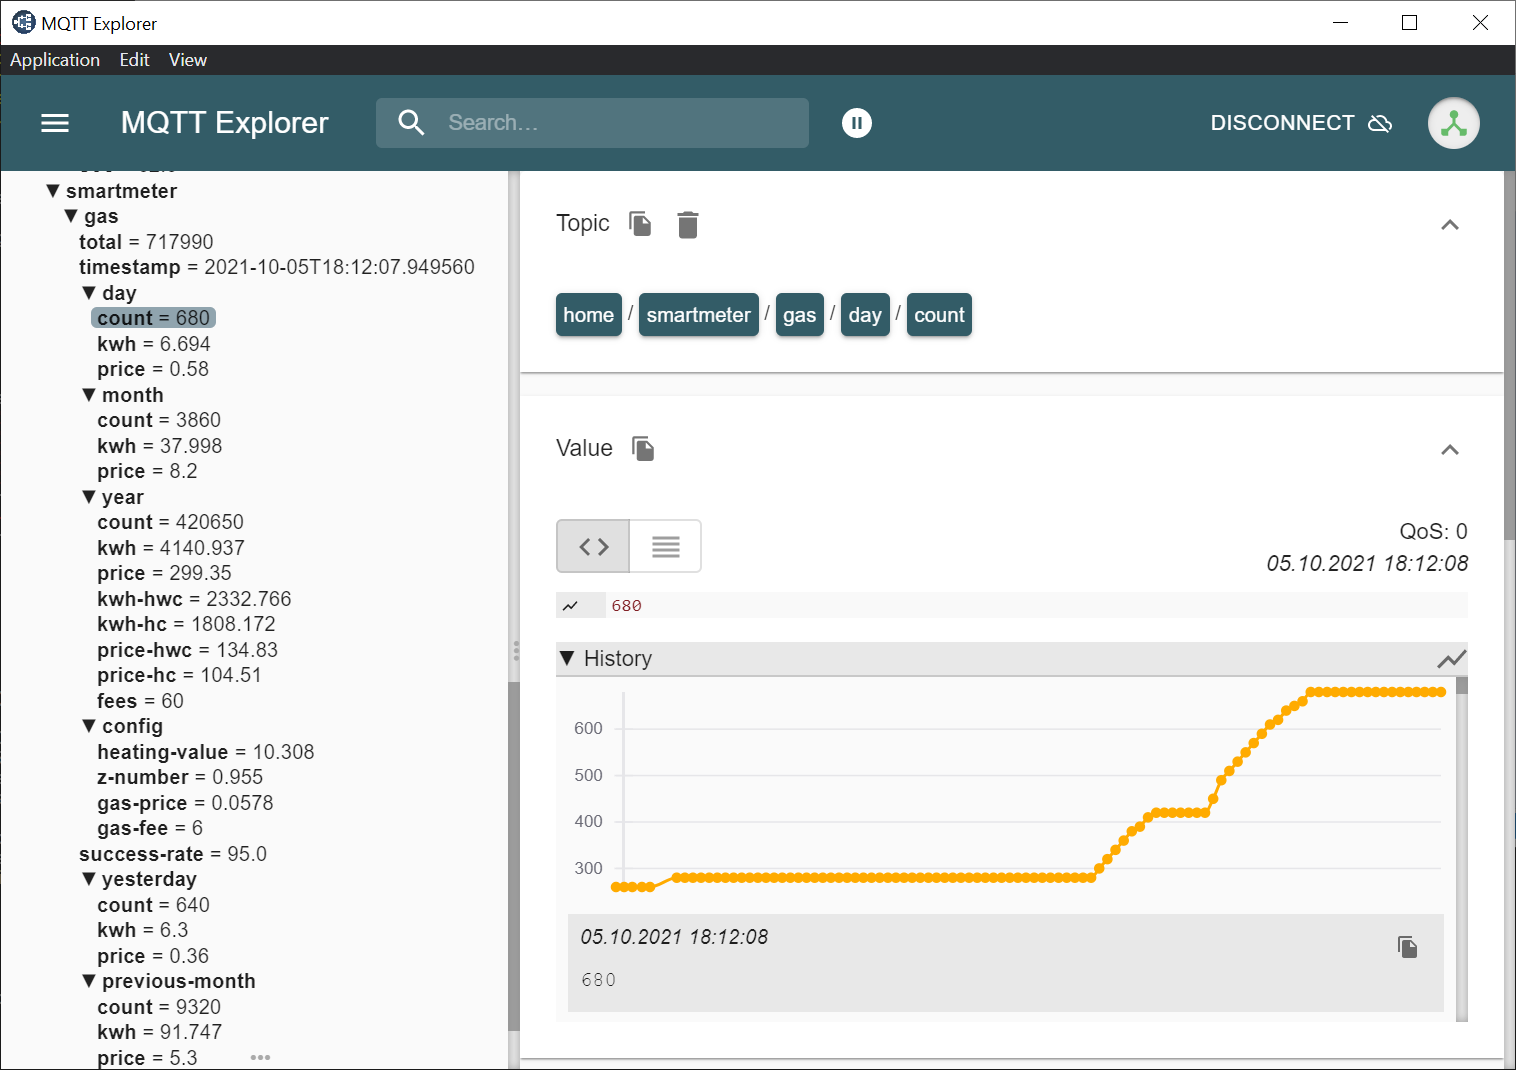 MQTT Explorer
Application Edit View
MQTT Explorer Search... DISCONNECT
▼ smartmeter
▼ gas
total = 717990
timestamp = 2021-10-05T18:12:07.949560
▼ day
count = 680
kwh = 6.694
price = 0.58
▼ month
count = 3860
kwh = 37.998
price = 8.2
▼ year
count = 420650
kwh = 4140.937
price = 299.35
kwh-hwc = 2332.766
kwh-hc = 1808.172
price-hwc = 134.83
price-hc = 104.51
fees = 60
▼ config
heating-value = 10.308
z-number = 0.955
gas-price = 0.0578
gas-fee = 6
success-rate = 95.0
▼ yesterday
count = 640
kwh = 6.3
price = 0.36
▼ previous-month
count = 9320
kwh = 91.747
price = 5.3
Topic
home / smartmeter / gas / day / count
Value
QoS: 0
05.10.2021 18:12:08
680
▼ History
600
500
400
300
05.10.2021 18:12:08
680